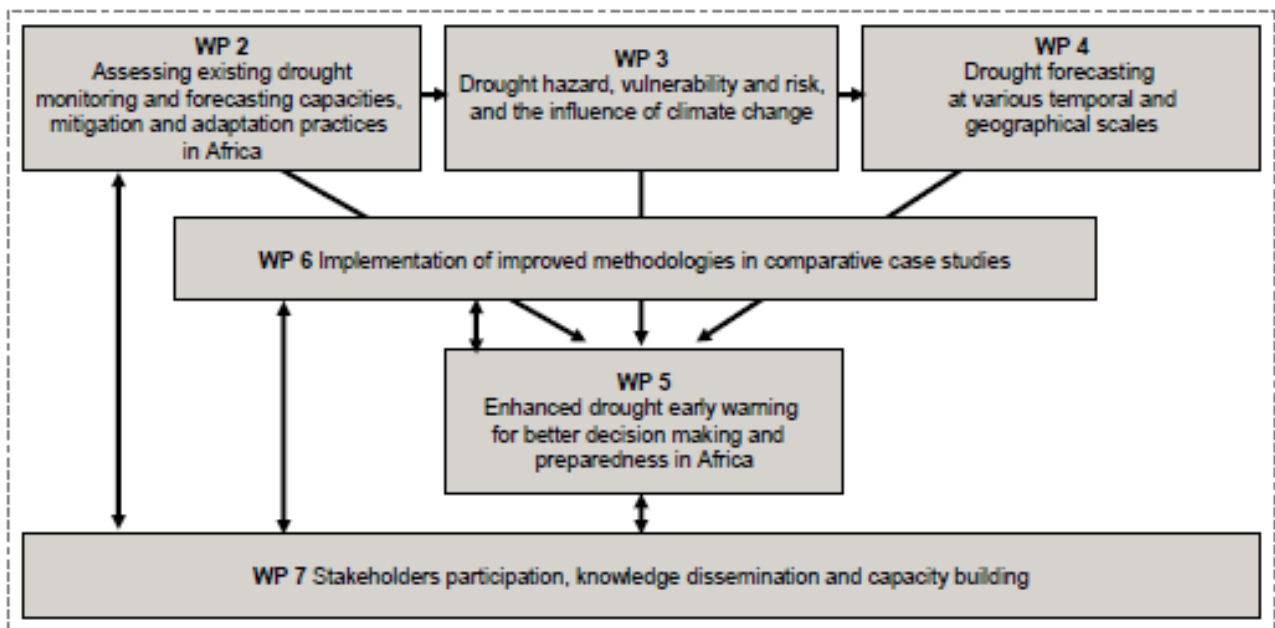 WP 2
Assessing existing drought
monitoring and forecasting capacities,
mitigation and adaptation practices
in Africa
WP 3
Drought hazard, vulnerability and risk,
and the influence of climate change
WP 4
Drought forecasting
at various temporal and
geographical scales
WP 6 Implementation of improved methodologies in comparative case studies
WP 5
Enhanced drought early warning
for better decision making and
preparedness in Africa
WP 7 Stakeholders participation, knowledge dissemination and capacity building